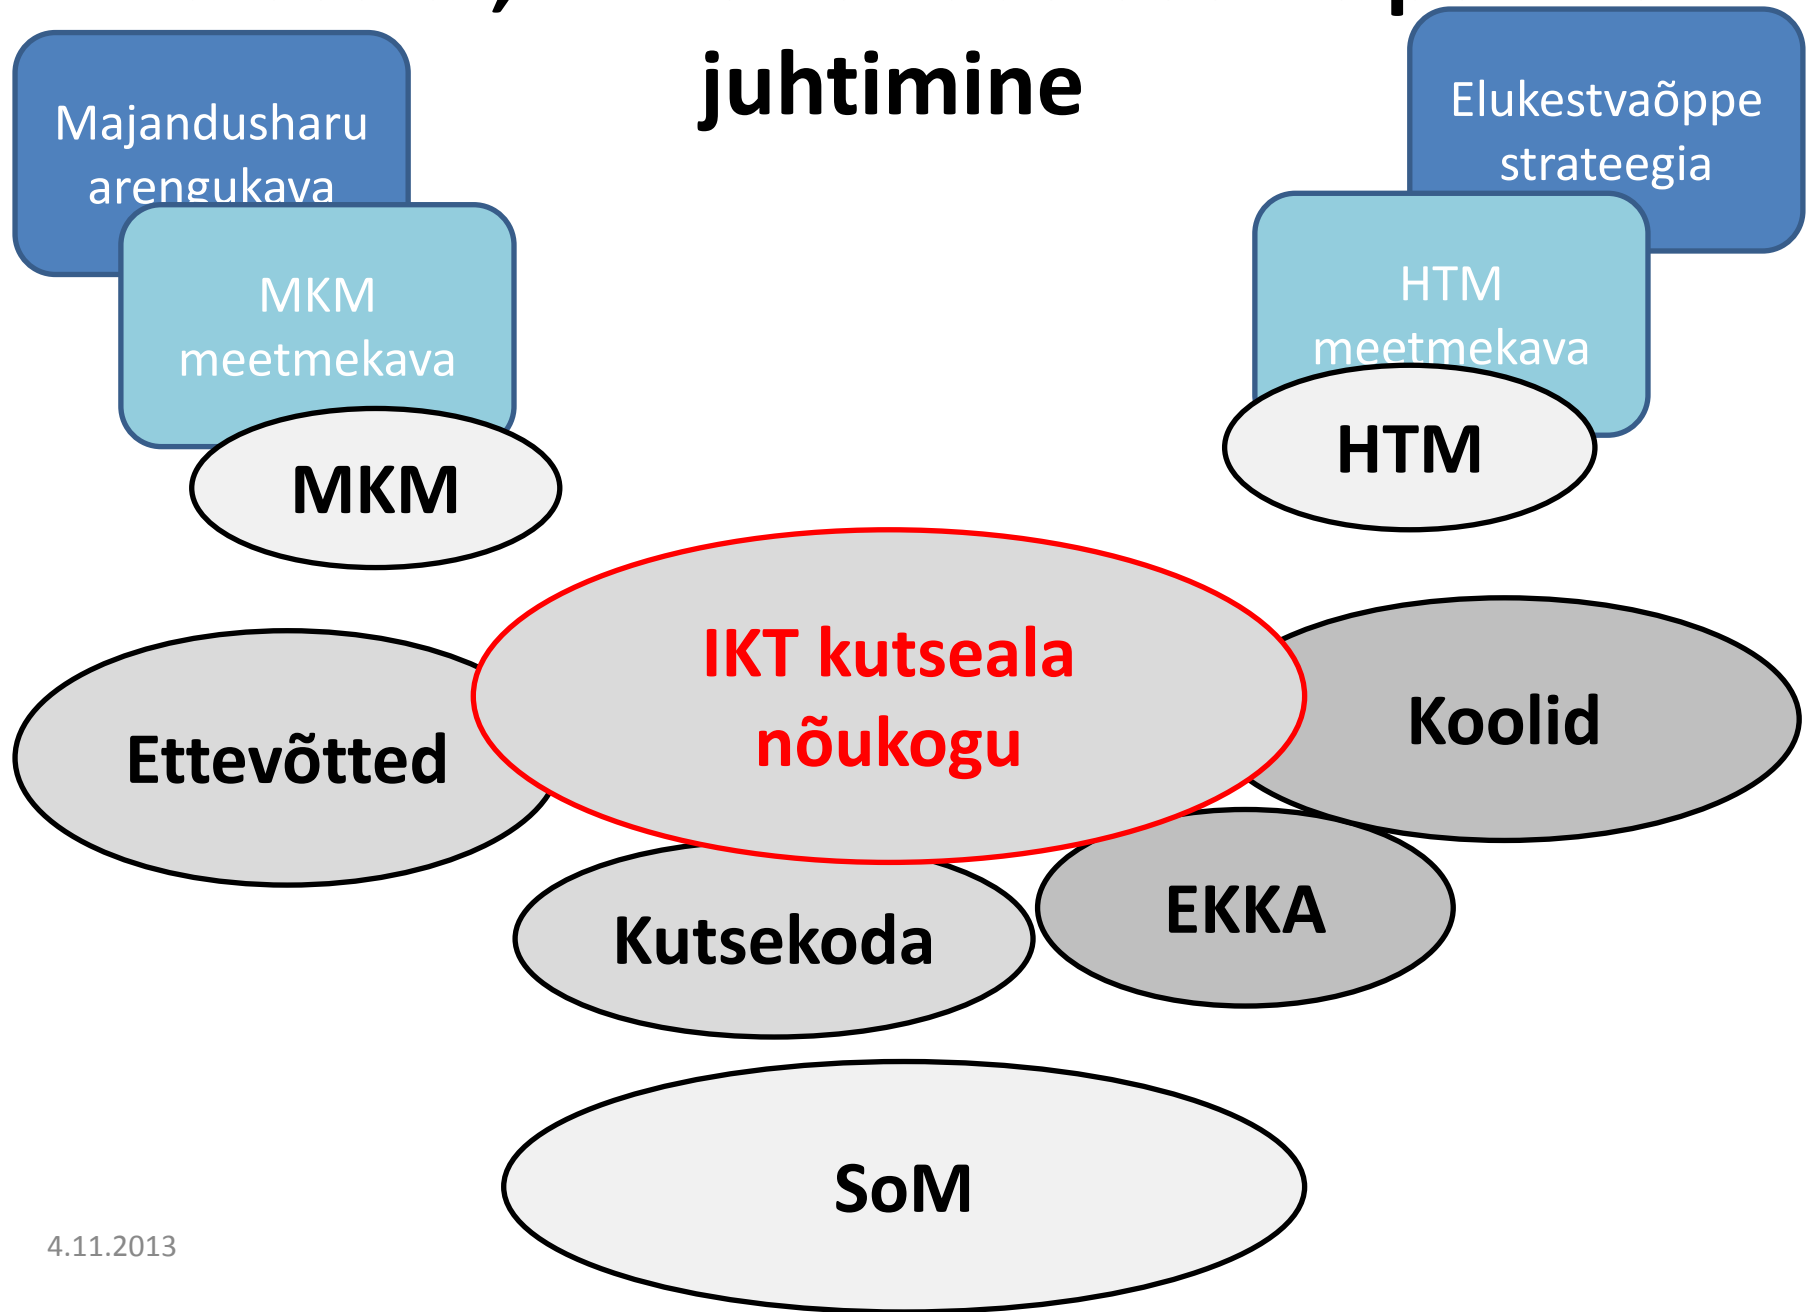 juhtimine
Majandusharu
arengukava
Elukestvaõppe
strateegia
MKM
meetmekava
HTM
meetmekava
MKM
HTM
IKT kutseala
nõukogu
Ettevõtted
Koolid
Kutsekoda
EKKA
SoM
4.11.2013